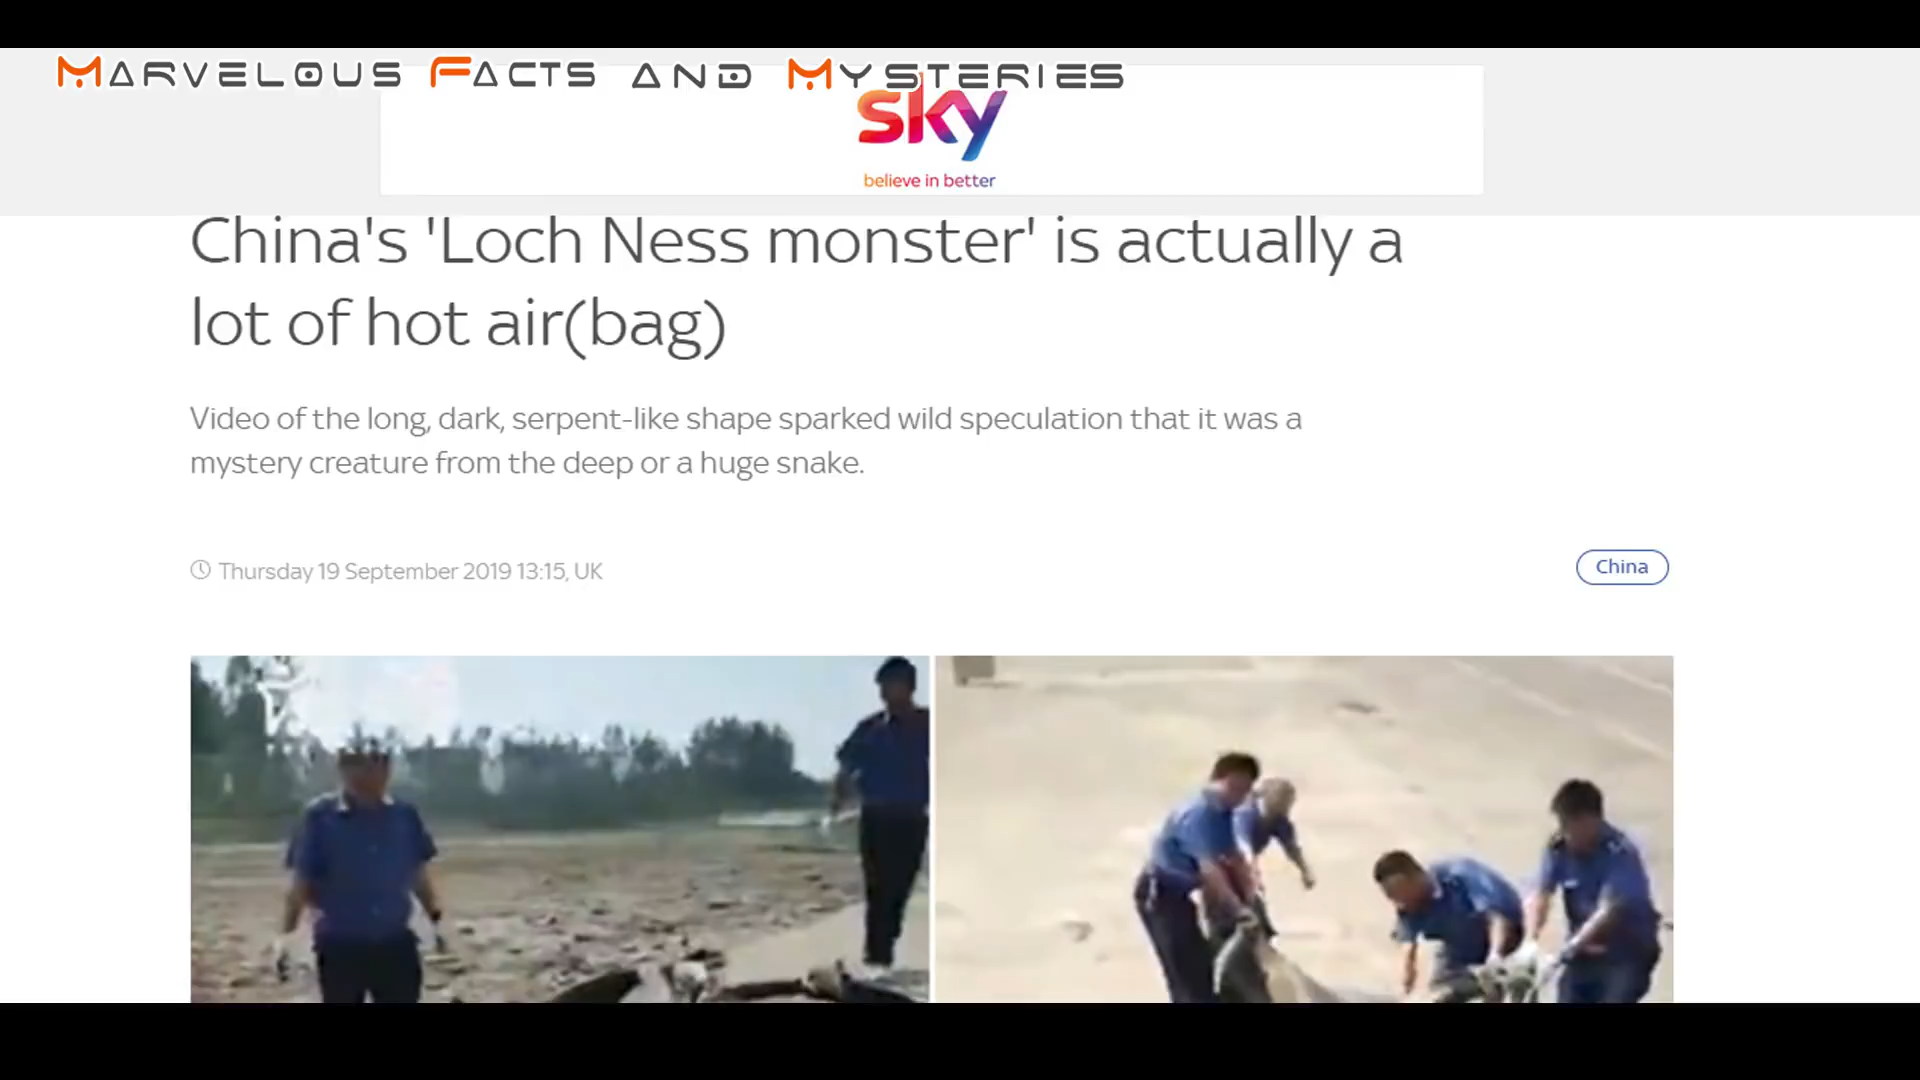 Marvelous Facts and Mysteries
sky
believe in better
China's 'Loch Ness monster' is actually a
lot of hot air(bag)
Video of the long, dark, serpent-like shape sparked wild speculation that it was a
mystery creature from the deep or a huge snake.
Thursday 19 September 2019 13:15, UK
China